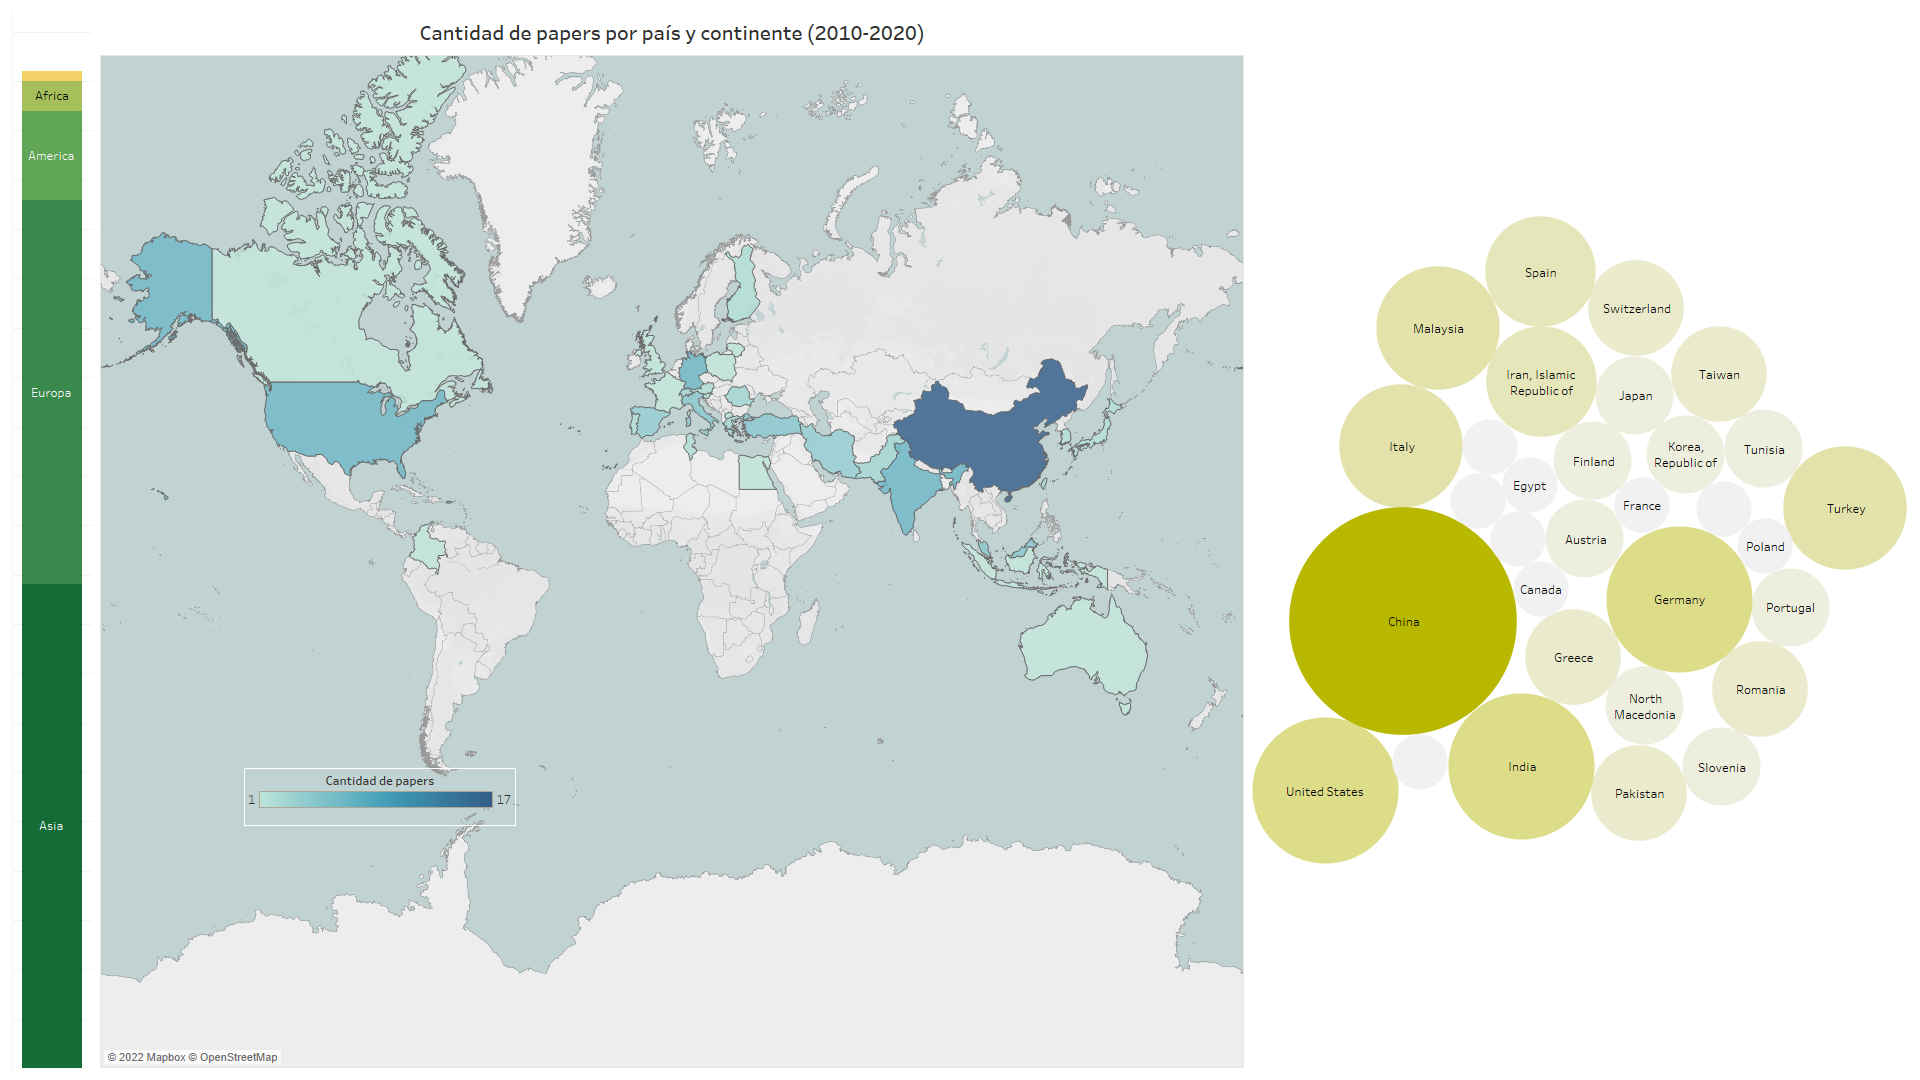 Cantidad de papers por país y continente (2010-2020)
Africa
America
Europa
Asia
Cantidad de papers
1
17
© 2022 Mapbox © OpenStreetMap
Spain
Switzerland
Malaysia
Iran, Islamic
Republic of
Taiwan
Japan
Italy
Korea,
Republic of
Tunisia
Finland
Egypt
France
Turkey
Austria
Poland
Canada
Germany
Portugal
China
Greece
Romania
North
Macedonia
India
Slovenia
United States
Pakistan